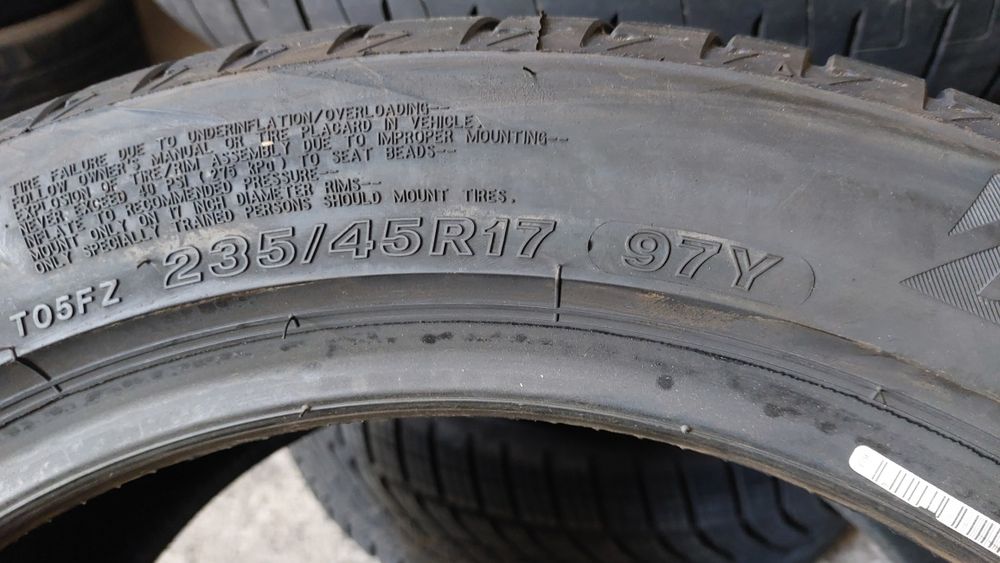 TIRE FAILURE DUE TO UNDERINFLATION/OVERLOADING--
FOLLOW OWNER'S MANUAL OR TIRE PLACARD IN VEHICLE
EXPLOSION OF TIRE/RIM ASSEMBLY DUE TO IMPROPER MOUNTING--
NEVER EXCEED 40 PSI (275 KPa) TO SEAT BEADS--
INFLATE TO RECOMMENDED PRESSURE--
MOUNT ONLY ON 17 INCH DIAMETER RIMS--
ONLY SPECIALLY TRAINED PERSONS SHOULD MOUNT TIRES.
T05FZ 235/45R17 97Y